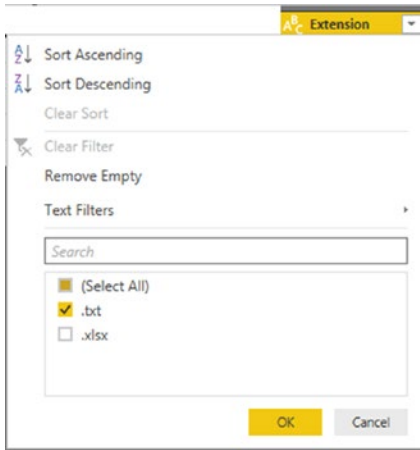 ABC Extension
Sort Ascending
Sort Descending
Clear Sort
Clear Filter
Remove Empty
Text Filters
Search
(Select All)
.txt
.xlsx
OK Cancel